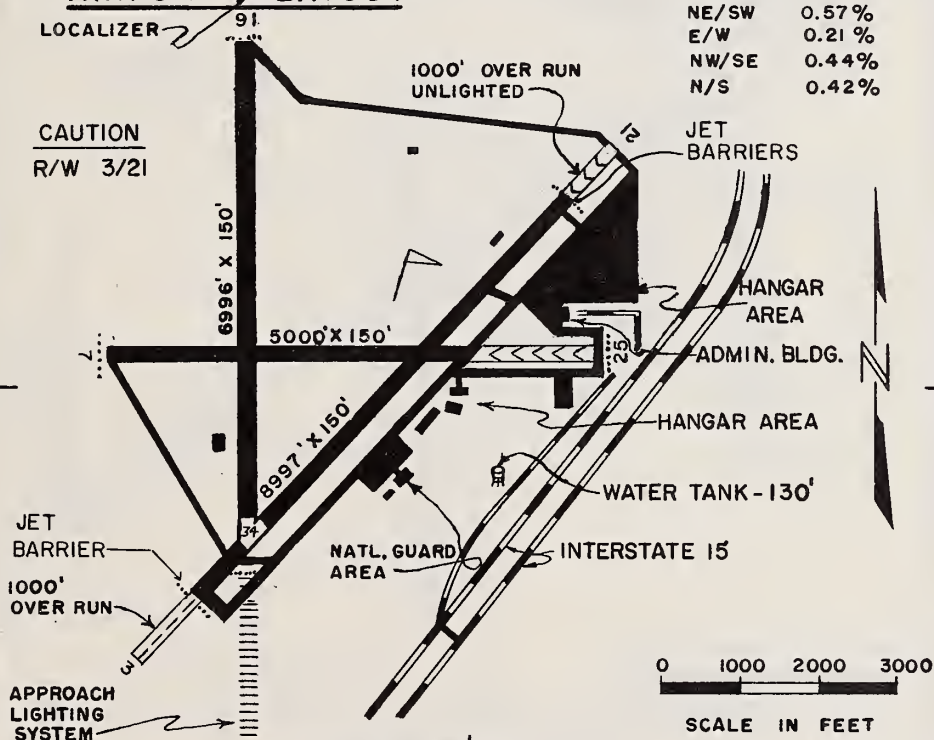 LOCALIZER
16
NE/SW 0.57%
E/W 0.21%
NW/SE 0.44%
N/S 0.42%
1000' OVER RUN
UNLIGHTED
21
CAUTION
R/W 3/21
JET
BARRIERS
6996' X 150'
HANGAR
AREA
5000' X 150'
7
25
ADMIN. BLDG.
N
HANGAR AREA
8997' X 150'
WATER TANK-130'
34
JET
BARRIER
NATL. GUARD
AREA
INTERSTATE 15
1000'
OVER RUN
3
0 1000 2000 3000
SCALE IN FEET
APPROACH
LIGHTING
SYSTEM